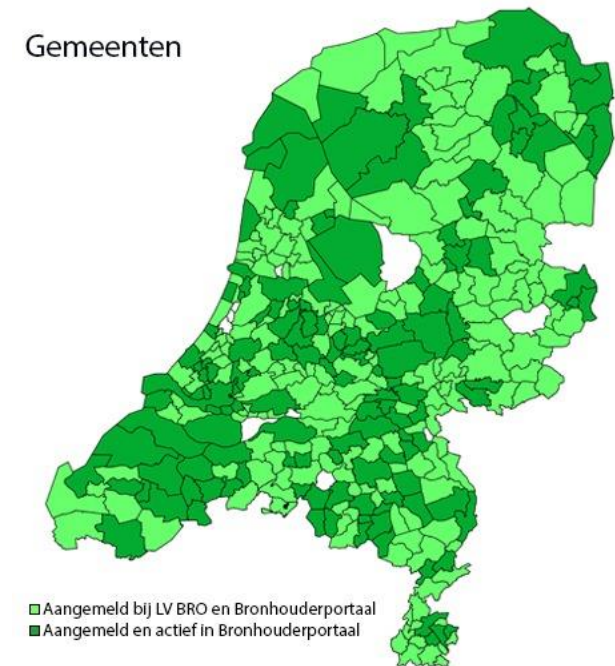 Gemeenten
Aangemeld bij LV BRO en Bronhouderportaal
Aangemeld en actief in Bronhouderportaal